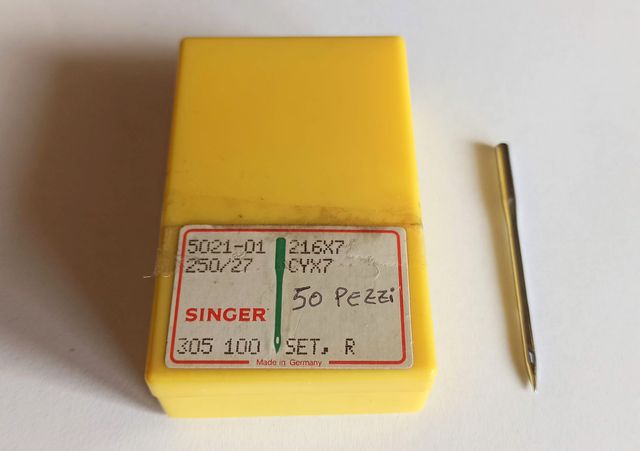 5021-01 216X7
250/27 CYX7
50 PEZZi
SINGER
305 100 SET. R
Made in Germany